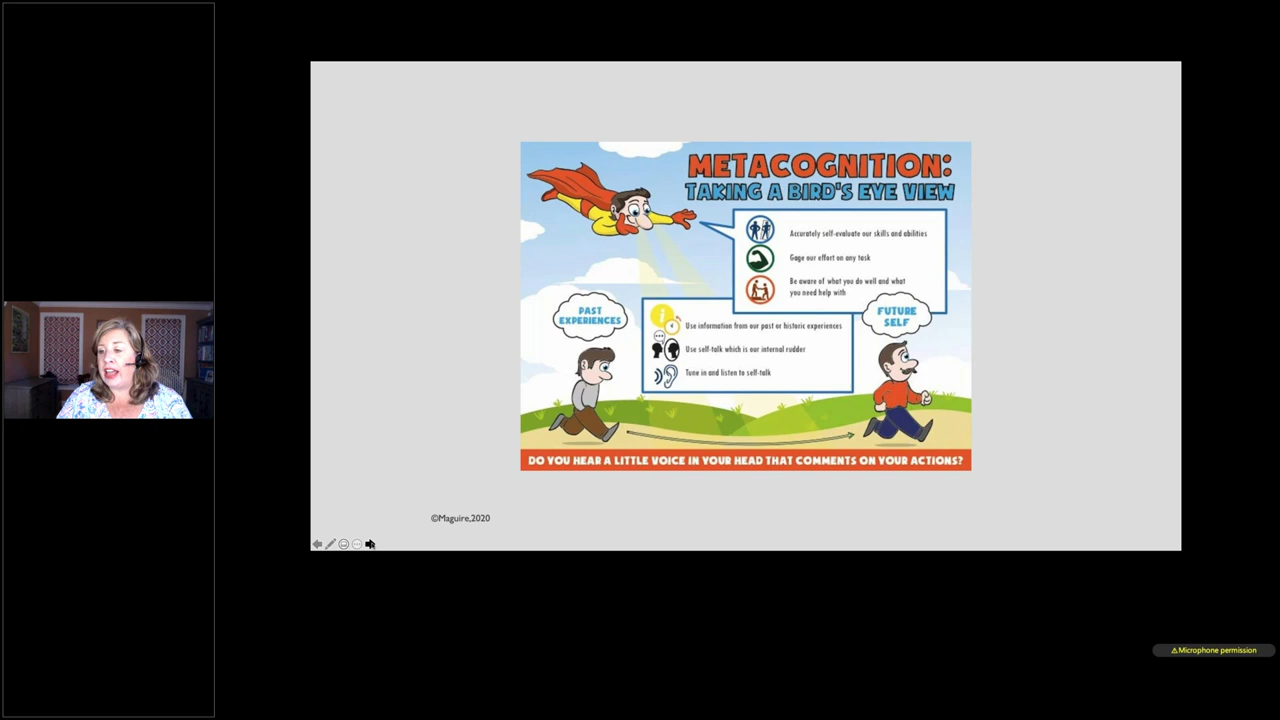 METACOGNITION:
TAKING A BIRD'S EYE VIEW
Accurately self-evaluate our skills and abilities
Gage our effort on any task
Be aware of what you do well and what
you need help with
PAST
EXPERIENCES
FUTURE
SELF
Use information from our past or historic experiences
Use self-talk which is our internal rudder
Tune in and listen to self-talk
DO YOU HEAR A LITTLE VOICE IN YOUR HEAD THAT COMMENTS ON YOUR ACTIONS?
©Maguire,2020
⚠Microphone permission